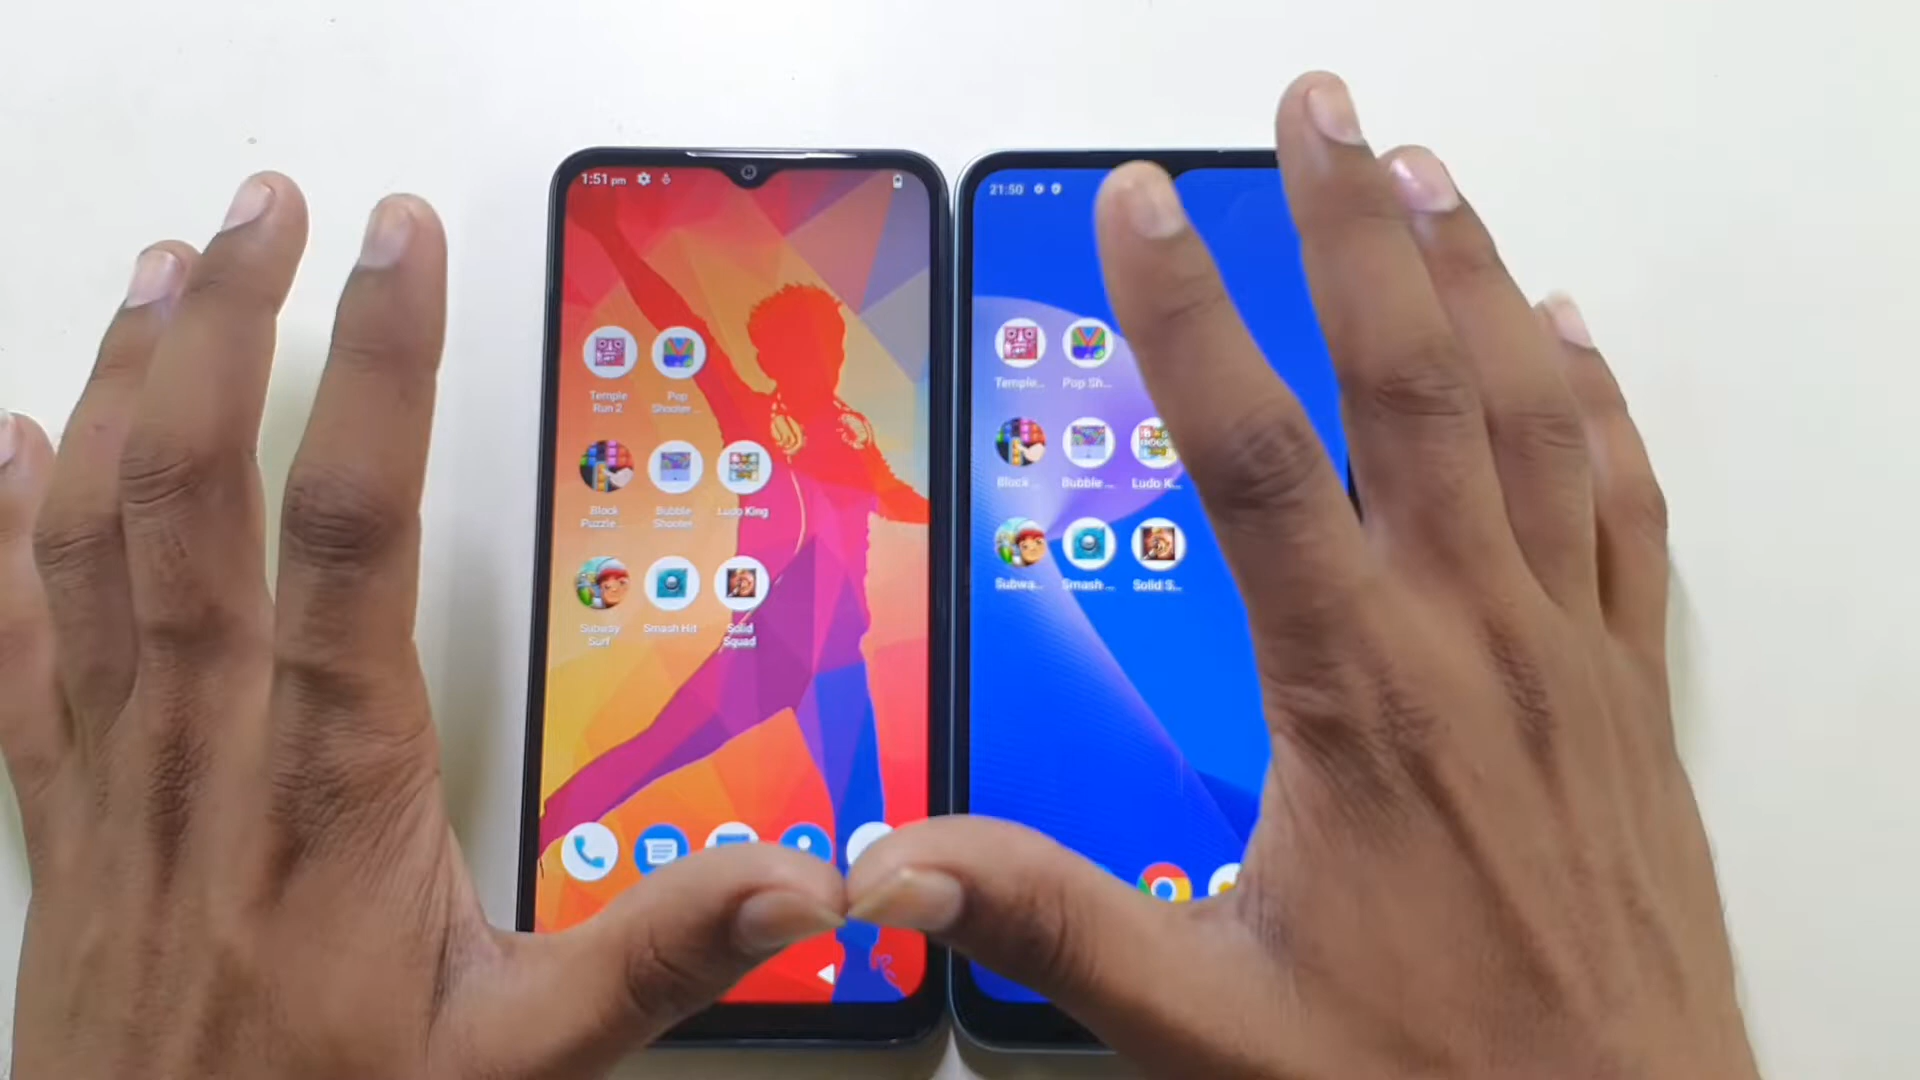 1:51 pm
Temple
Run 2
Pop
Shooter...
Block
Puzzle...
Bubble
Shooter...
Ludo King
Subway
Surf
Smash Hit
Solid
Squad
21:50
Temple...
Pop Sh...
Block ...
Bubble ...
Ludo K...
Subwa...
Smash ...
Solid S...